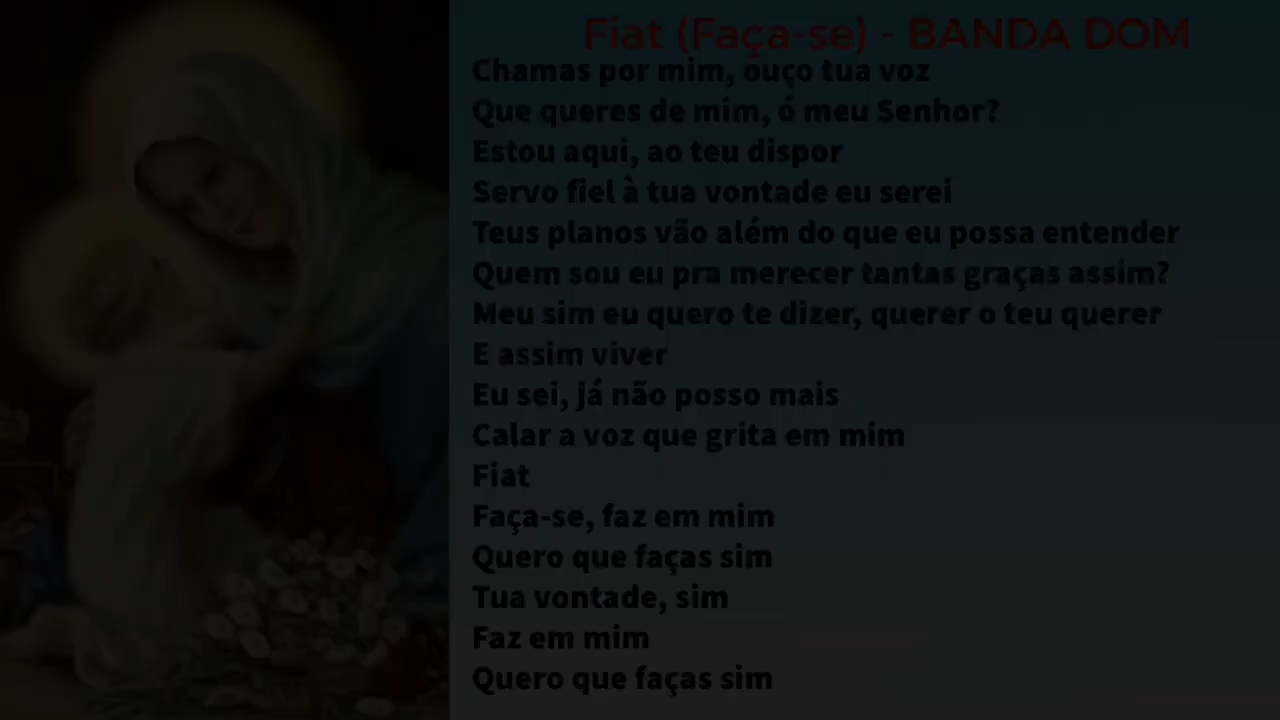 Fiat (Faça-se) - BANDA DOM
Chamas por mim, ouço tua voz
Que queres de mim, ó meu Senhor?
Estou aqui, ao teu dispor
Servo fiel à tua vontade eu serei
Teus planos vão além do que eu possa entender
Quem sou eu pra merecer tantas graças assim?
Meu sim eu quero te dizer, querer o teu querer
E assim viver
Eu sei, já não posso mais
Calar a voz que grita em mim
Fiat
Faça-se, faz em mim
Quero que faças sim
Tua vontade, sim
Faz em mim
Quero que faças sim